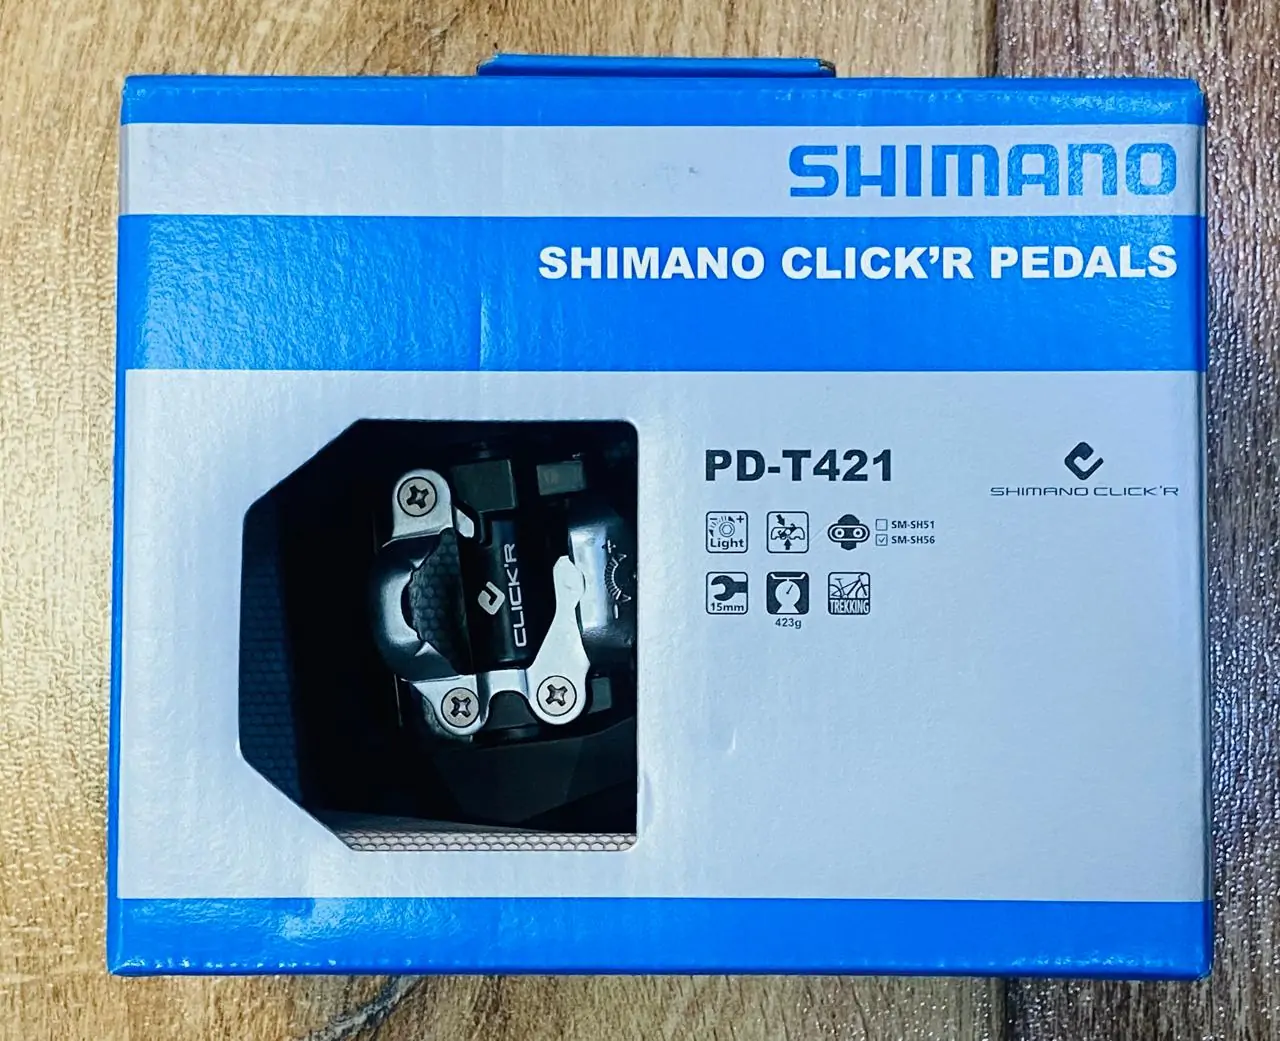 SHIMANO
SHIMANO CLICK'R PEDALS
PD-T421
SHIMANO CLICK'R
- +
Light
SM-SH51
SM-SH56
15mm
423g
TREKKING
CLICK'R
+
-